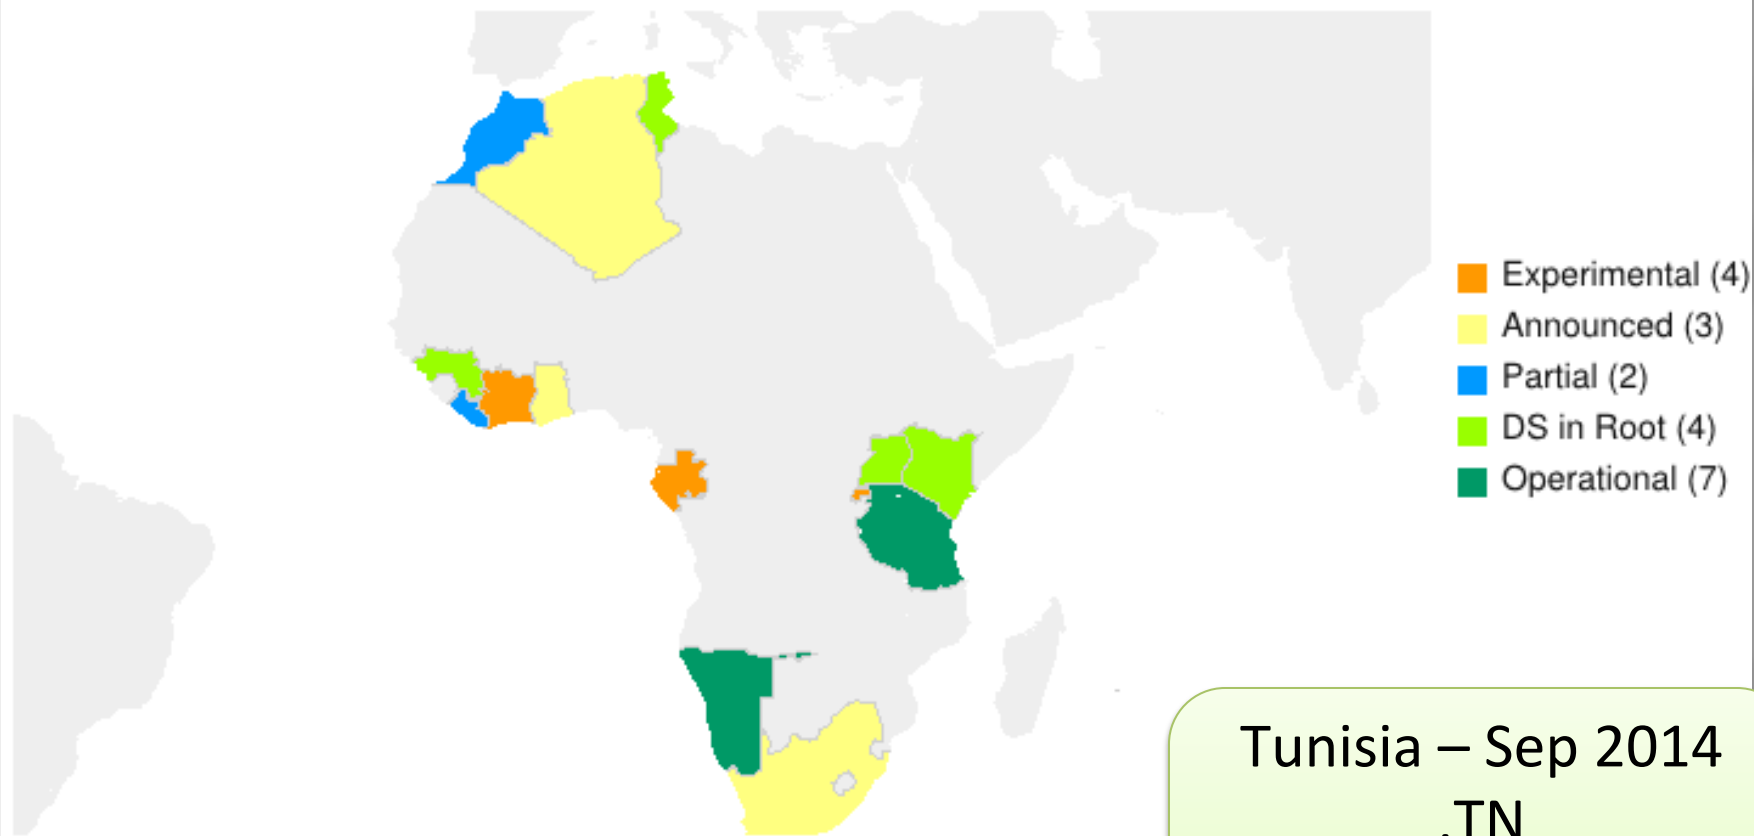 Experimental (4)
Announced (3)
Partial (2)
DS in Root (4)
Operational (7)
Tunisia – Sep 2014
.TN